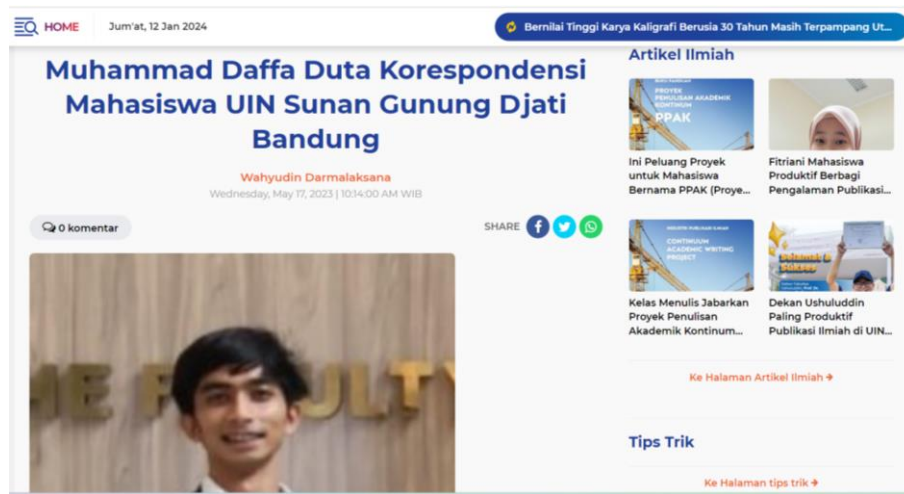 HOME
Jum'at, 12 Jan 2024
Bernilai Tinggi Karya Kaligrafi Berusia 30 Tahun Masih Terpampang Ut...
Muhammad Daffa Duta Korespondensi
Mahasiswa UIN Sunan Gunung Djati
Bandung
Wahyudin Darmalaksana
Wednesday, May 17, 2023 | 10:14:00 AM WIB
0 komentar
SHARE
THE FACULTY
Artikel Ilmiah
PROYEK
PENULISAN AKADEMIK
KONTINUM
PPAK
Ini Peluang Proyek
untuk Mahasiswa
Bernama PPAK (Proye...
Fitriani Mahasiswa
Produktif Berbagi
Pengalaman Publikasi...
CONTINUUM
ACADEMIC WRITING
PROJECT
Kelas Menulis Jabarkan
Proyek Penulisan
Akademik Kontinum...
Selamat &
Sukses
Dekan Ushuluddin
Paling Produktif
Publikasi Ilmiah di UIN...
Ke Halaman Artikel Ilmiah →
Tips Trik
Ke Halaman tips trik →